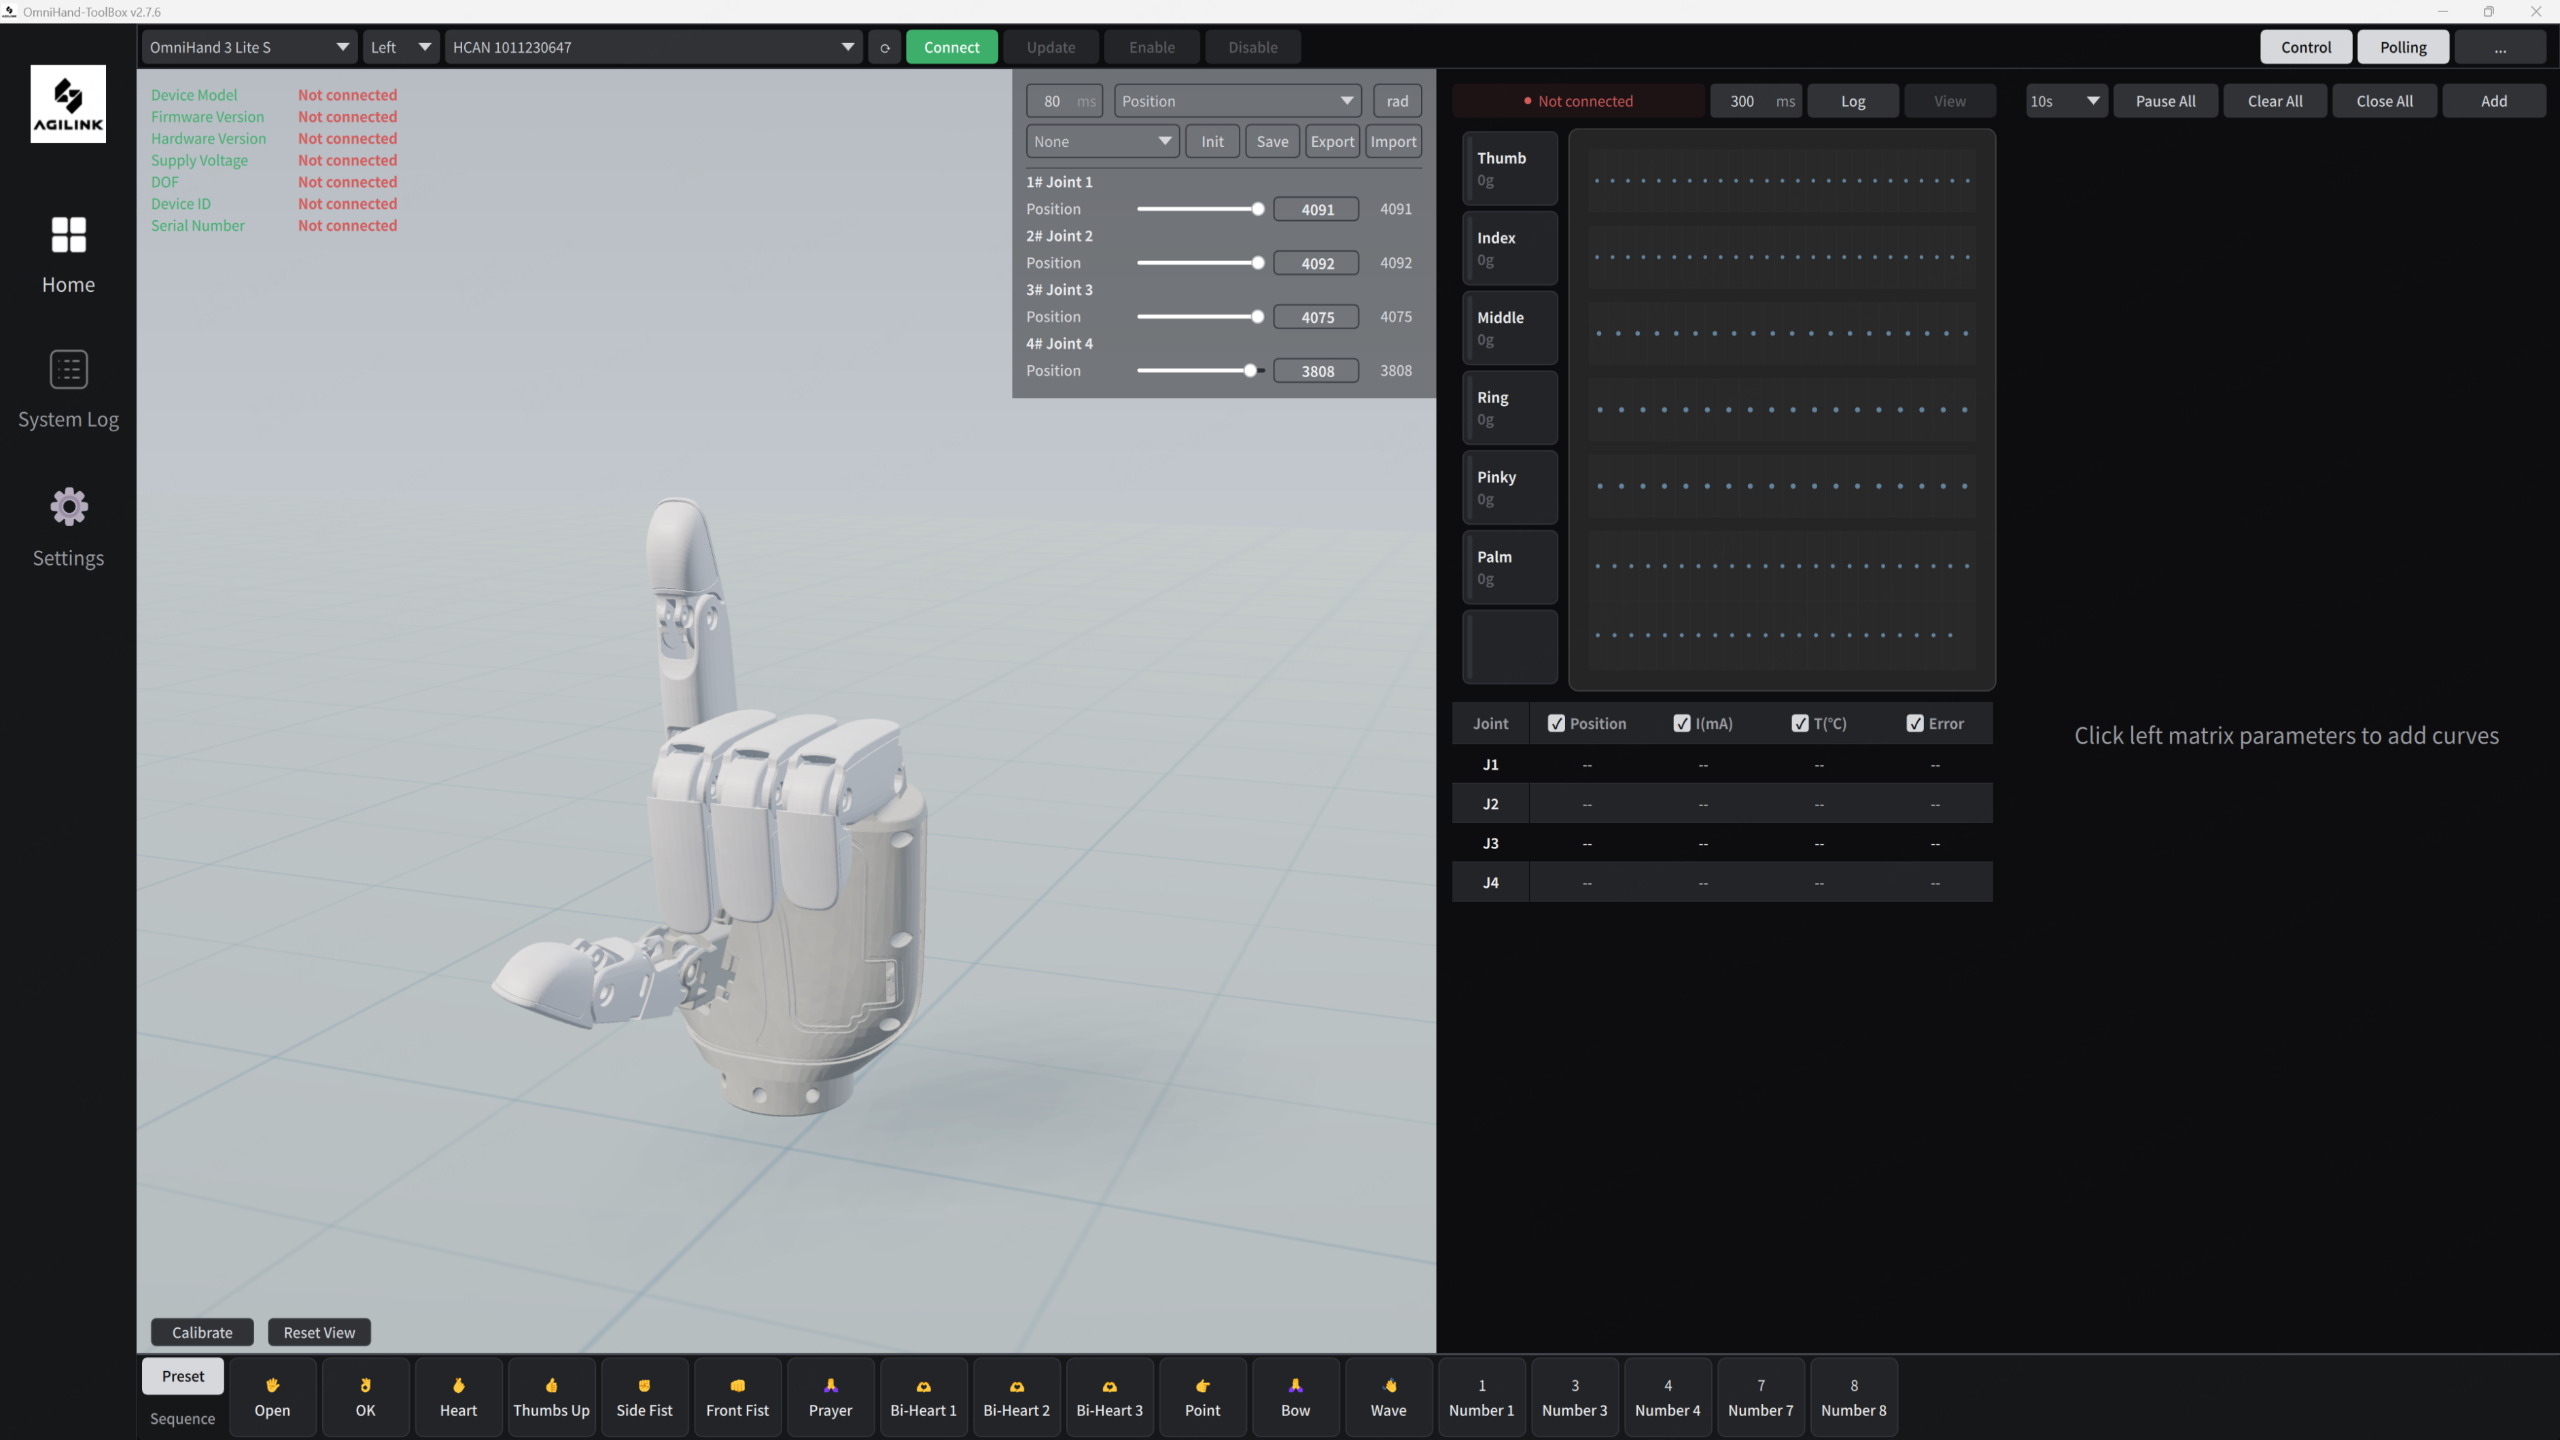 OmniHand-ToolBox v2.7.6
OmniHand 3 Lite S Left HCAN 1011230647 Connect Update Enable Disable Control Polling ...
AGILINK
Home
System Log
Settings
Device Model Not connected
Firmware Version Not connected
Hardware Version Not connected
Supply Voltage Not connected
DOF Not connected
Device ID Not connected
Serial Number Not connected
80 ms Position rad
None Init Save Export Import
1# Joint 1
Position 4091 4091
2# Joint 2
Position 4092 4092
3# Joint 3
Position 4075 4075
4# Joint 4
Position 3808 3808
Not connected 300 ms Log View
10s Pause All Clear All Close All Add
Thumb
0g
Index
0g
Middle
0g
Ring
0g
Pinky
0g
Palm
0g
Joint Position I(mA) T(°C) Error
J1 -- -- -- --
J2 -- -- -- --
J3 -- -- -- --
J4 -- -- -- --
Click left matrix parameters to add curves
Calibrate Reset View
Preset
Sequence
Open
OK
Heart
Thumbs Up
Side Fist
Front Fist
Prayer
Bi-Heart 1
Bi-Heart 2
Bi-Heart 3
Point
Bow
Wave
1
Number 1
3
Number 3
4
Number 4
7
Number 7
8
Number 8